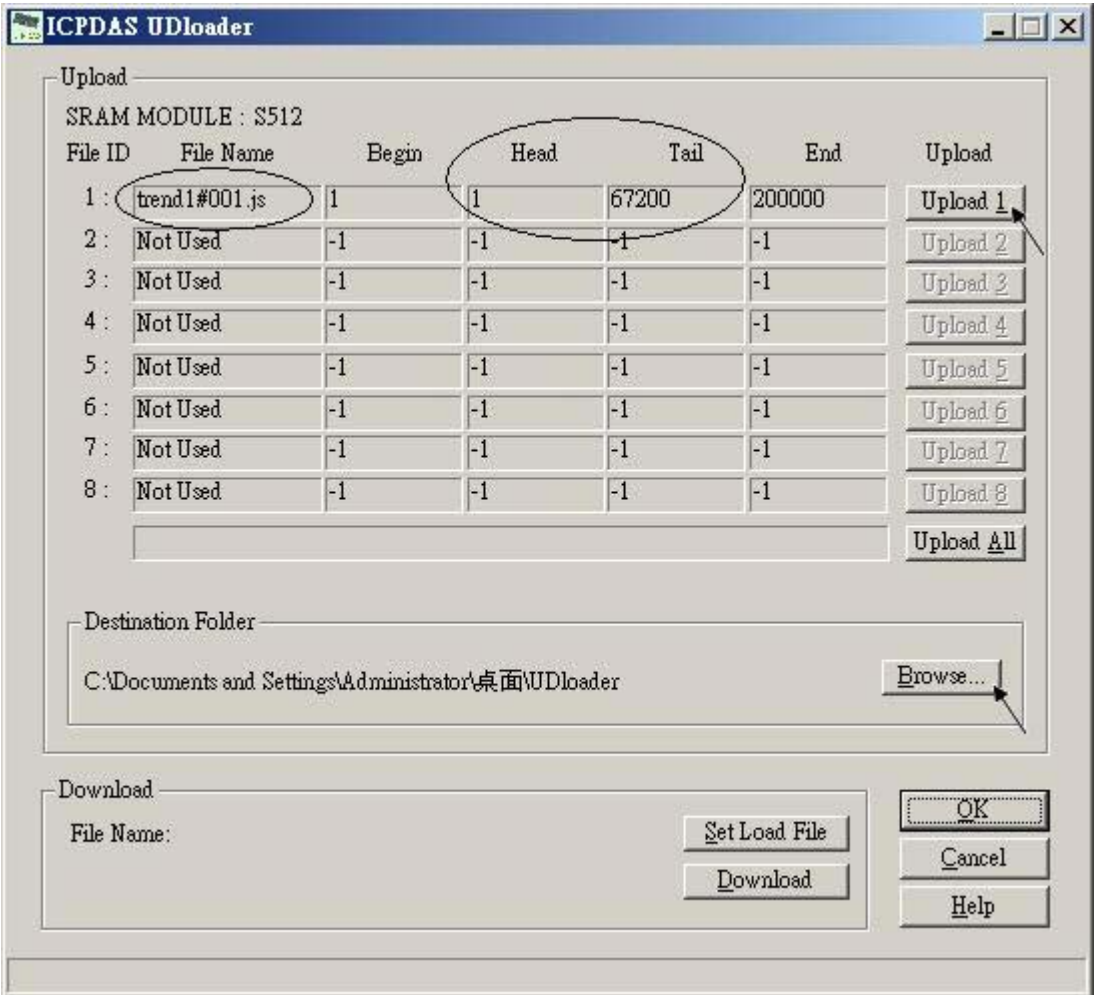 ICPDAS UDloader
Upload
SRAM MODULE : S512
File ID File Name Begin Head Tail End Upload
1 : trend1#001.js 1 1 67200 200000 Upload 1
2 : Not Used -1 -1 -1 -1 Upload 2
3 : Not Used -1 -1 -1 -1 Upload 3
4 : Not Used -1 -1 -1 -1 Upload 4
5 : Not Used -1 -1 -1 -1 Upload 5
6 : Not Used -1 -1 -1 -1 Upload 6
7 : Not Used -1 -1 -1 -1 Upload 7
8 : Not Used -1 -1 -1 -1 Upload 8
Upload All
Destination Folder
C:\Documents and Settings\Administrator\桌面\UDloader Browse...
Download
File Name: Set Load File
Download
OK
Cancel
Help